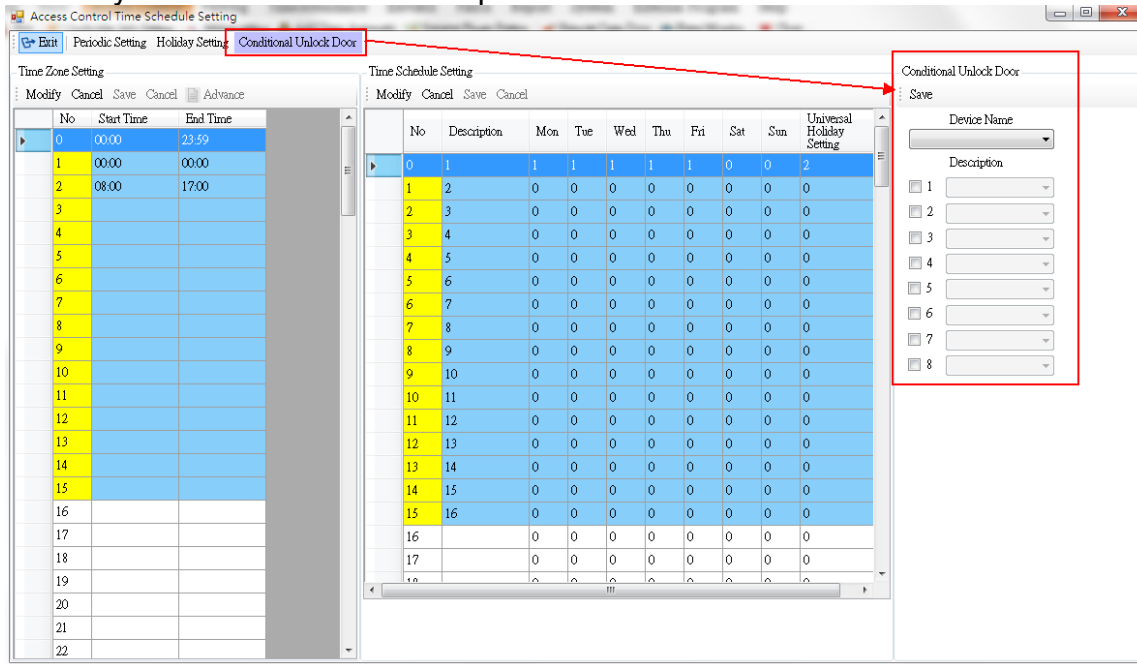 Access Control Time Schedule Setting
Exit Periodic Setting Holiday Setting Conditional Unlock Door
Time Zone Setting
Modify Cancel Save Cancel Advance
No Start Time End Time
0 00:00 23:59
1 00:00 00:00
2 08:00 17:00
3
4
5
6
7
8
9
10
11
12
13
14
15
16
17
18
19
20
21
22
Time Schedule Setting
Modify Cancel Save Cancel
No Description Mon Tue Wed Thu Fri Sat Sun Universal Holiday Setting
0 1 1 1 1 1 1 0 0 2
1 2 0 0 0 0 0 0 0 0
2 3 0 0 0 0 0 0 0 0
3 4 0 0 0 0 0 0 0 0
4 5 0 0 0 0 0 0 0 0
5 6 0 0 0 0 0 0 0 0
6 7 0 0 0 0 0 0 0 0
7 8 0 0 0 0 0 0 0 0
8 9 0 0 0 0 0 0 0 0
9 10 0 0 0 0 0 0 0 0
10 11 0 0 0 0 0 0 0 0
11 12 0 0 0 0 0 0 0 0
12 13 0 0 0 0 0 0 0 0
13 14 0 0 0 0 0 0 0 0
14 15 0 0 0 0 0 0 0 0
15 16 0 0 0 0 0 0 0 0
16 0 0 0 0 0 0 0 0
17 0 0 0 0 0 0 0 0
Conditional Unlock Door
Save
Device Name
Description
1
2
3
4
5
6
7
8